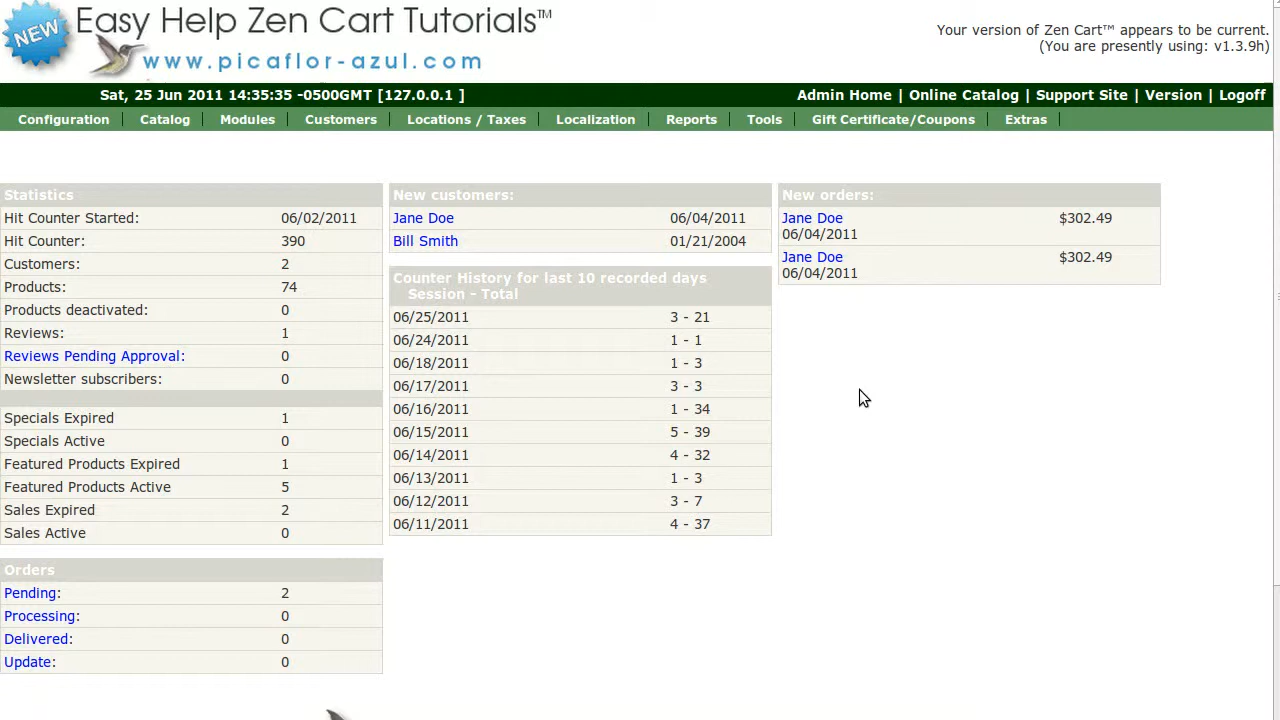 NEW
Easy Help Zen Cart Tutorials™
www.picaflor-azul.com
Your version of Zen Cart™ appears to be current.
(You are presently using: v1.3.9h)
Sat, 25 Jun 2011 14:35:35 -0500GMT [127.0.0.1 ]
Admin Home | Online Catalog | Support Site | Version | Logoff
Configuration | Catalog | Modules | Customers | Locations / Taxes | Localization | Reports | Tools | Gift Certificate/Coupons | Extras |
Statistics
Hit Counter Started: 06/02/2011
Hit Counter: 390
Customers: 2
Products: 74
Products deactivated: 0
Reviews: 1
Reviews Pending Approval: 0
Newsletter subscribers: 0
Specials Expired 1
Specials Active 0
Featured Products Expired 1
Featured Products Active 5
Sales Expired 2
Sales Active 0
Orders
Pending: 2
Processing: 0
Delivered: 0
Update: 0
New customers:
Jane Doe 06/04/2011
Bill Smith 01/21/2004
Counter History for last 10 recorded days
Session - Total
06/25/2011 3 - 21
06/24/2011 1 - 1
06/18/2011 1 - 3
06/17/2011 3 - 3
06/16/2011 1 - 34
06/15/2011 5 - 39
06/14/2011 4 - 32
06/13/2011 1 - 3
06/12/2011 3 - 7
06/11/2011 4 - 37
New orders:
Jane Doe $302.49
06/04/2011
Jane Doe $302.49
06/04/2011